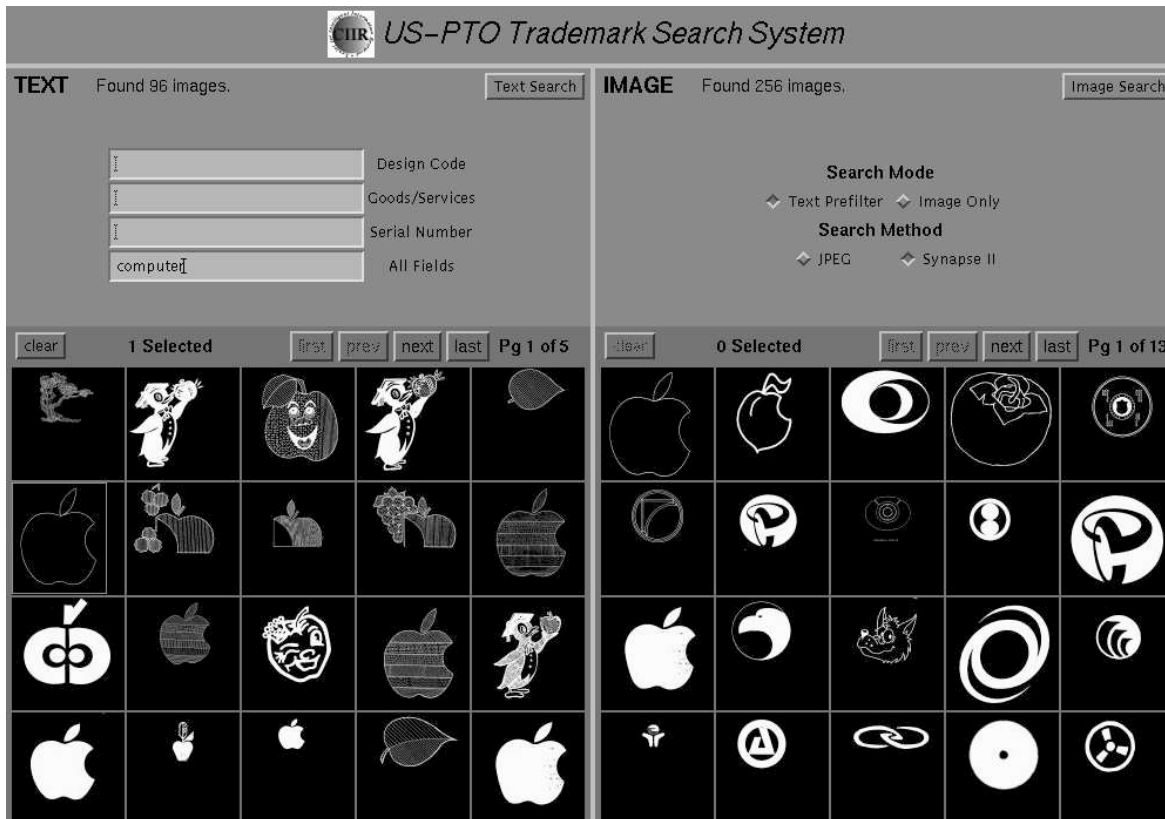 CIIR US-PTO Trademark Search System
TEXT Found 96 images. Text Search
Design Code
Goods/Services
Serial Number
computer All Fields
clear 1 Selected first prev next last Pg 1 of 5
IMAGE Found 256 images. Image Search
Search Mode
Text Prefilter Image Only
Search Method
JPEG Synapse II
clear 0 Selected first prev next last Pg 1 of 13